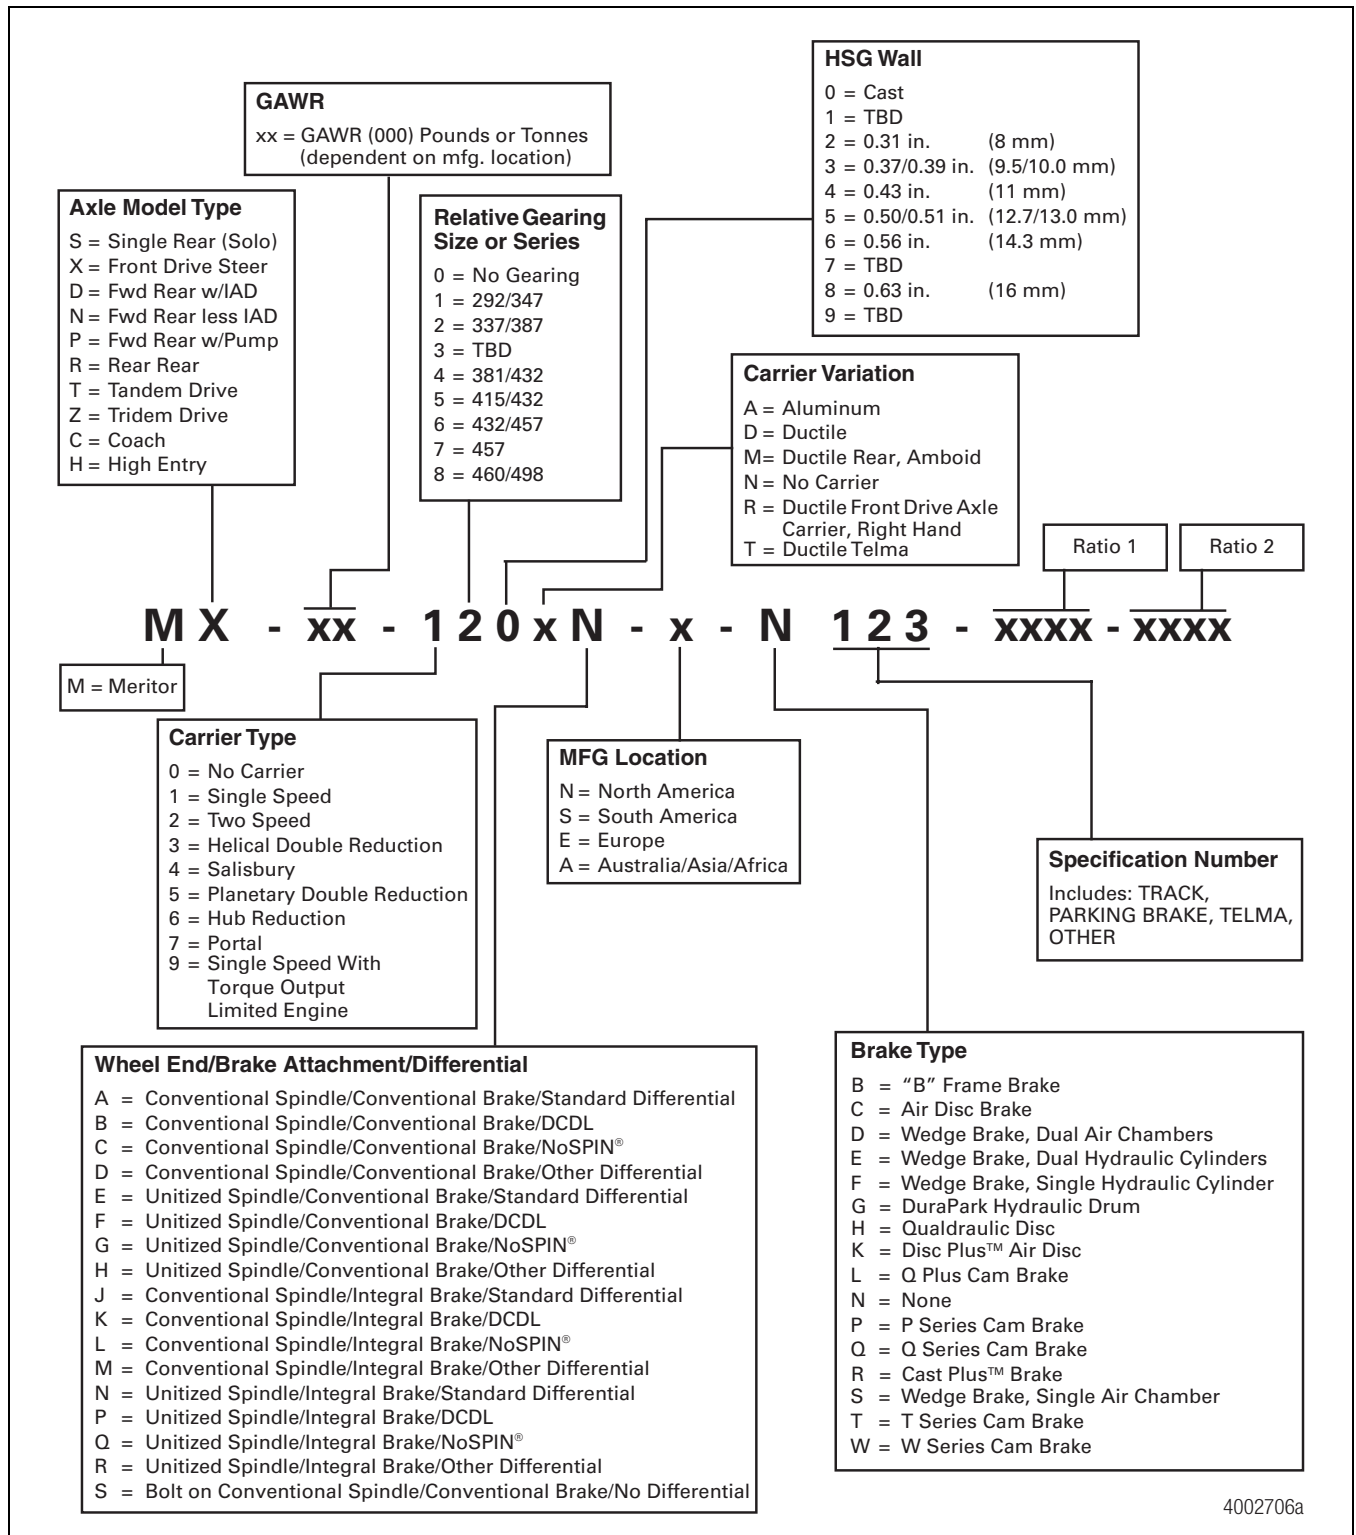 HSG Wall
0 = Cast
1 = TBD
2 = 0.31 in. (8 mm)
3 = 0.37/0.39 in. (9.5/10.0 mm)
4 = 0.43 in. (11 mm)
5 = 0.50/0.51 in. (12.7/13.0 mm)
6 = 0.56 in. (14.3 mm)
7 = TBD
8 = 0.63 in. (16 mm)
9 = TBD
GAWR
xx = GAWR (000) Pounds or Tonnes
(dependent on mfg. location)
Axle Model Type
S = Single Rear (Solo)
X = Front Drive Steer
D = Fwd Rear w/IAD
N = Fwd Rear less IAD
P = Fwd Rear w/Pump
R = Rear Rear
T = Tandem Drive
Z = Tridem Drive
C = Coach
H = High Entry
Relative Gearing
Size or Series
0 = No Gearing
1 = 292/347
2 = 337/387
3 = TBD
4 = 381/432
5 = 415/432
6 = 432/457
7 = 457
8 = 460/498
Carrier Variation
A = Aluminum
D = Ductile
M= Ductile Rear, Amboid
N = No Carrier
R = Ductile Front Drive Axle
Carrier, Right Hand
T = Ductile Telma
Ratio 1
Ratio 2
M X - xx - 1 2 0 x N - x - N 1 2 3 - xxxx - xxxx
M = Meritor
Carrier Type
0 = No Carrier
1 = Single Speed
2 = Two Speed
3 = Helical Double Reduction
4 = Salisbury
5 = Planetary Double Reduction
6 = Hub Reduction
7 = Portal
9 = Single Speed With
Torque Output
Limited Engine
MFG Location
N = North America
S = South America
E = Europe
A = Australia/Asia/Africa
Specification Number
Includes: TRACK,
PARKING BRAKE, TELMA,
OTHER
Wheel End/Brake Attachment/Differential
A = Conventional Spindle/Conventional Brake/Standard Differential
B = Conventional Spindle/Conventional Brake/DCDL
C = Conventional Spindle/Conventional Brake/NoSPIN®
D = Conventional Spindle/Conventional Brake/Other Differential
E = Unitized Spindle/Conventional Brake/Standard Differential
F = Unitized Spindle/Conventional Brake/DCDL
G = Unitized Spindle/Conventional Brake/NoSPIN®
H = Unitized Spindle/Conventional Brake/Other Differential
J = Conventional Spindle/Integral Brake/Standard Differential
K = Conventional Spindle/Integral Brake/DCDL
L = Conventional Spindle/Integral Brake/NoSPIN®
M = Conventional Spindle/Integral Brake/Other Differential
N = Unitized Spindle/Integral Brake/Standard Differential
P = Unitized Spindle/Integral Brake/DCDL
Q = Unitized Spindle/Integral Brake/NoSPIN®
R = Unitized Spindle/Integral Brake/Other Differential
S = Bolt on Conventional Spindle/Conventional Brake/No Differential
Brake Type
B = “B” Frame Brake
C = Air Disc Brake
D = Wedge Brake, Dual Air Chambers
E = Wedge Brake, Dual Hydraulic Cylinders
F = Wedge Brake, Single Hydraulic Cylinder
G = DuraPark Hydraulic Drum
H = Qualdraulic Disc
K = Disc Plus™ Air Disc
L = Q Plus Cam Brake
N = None
P = P Series Cam Brake
Q = Q Series Cam Brake
R = Cast Plus™ Brake
S = Wedge Brake, Single Air Chamber
T = T Series Cam Brake
W = W Series Cam Brake
4002706a